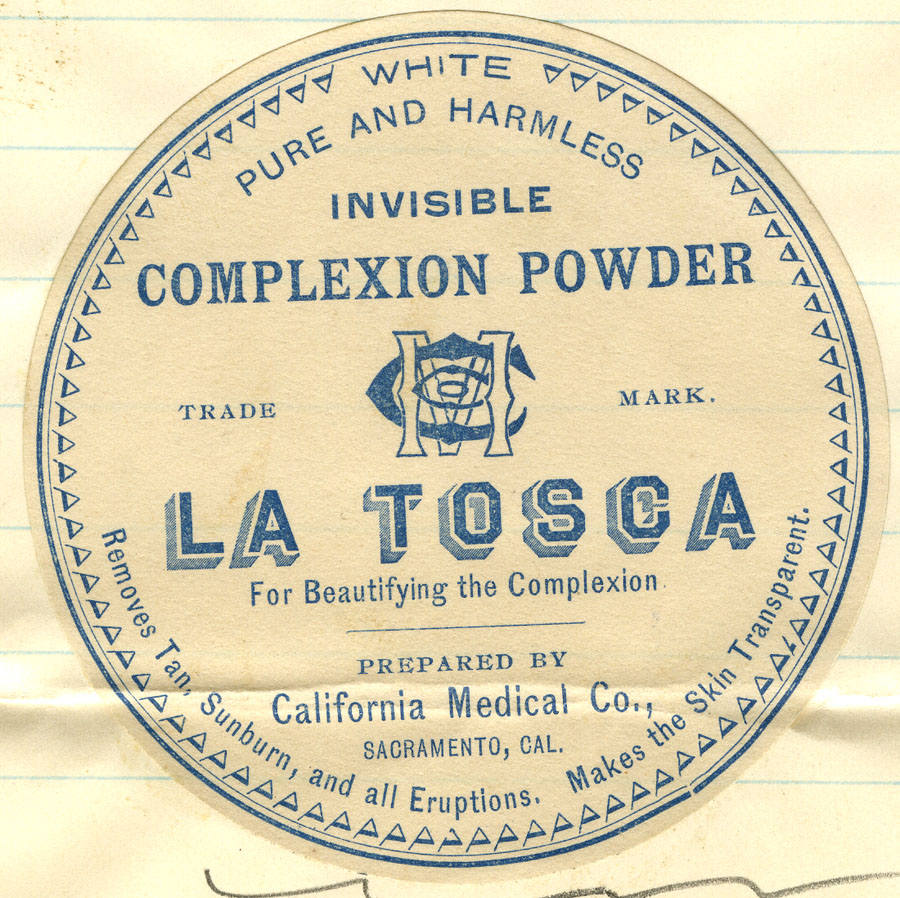 WHITE
PURE AND HARMLESS
INVISIBLE
COMPLEXION POWDER
TRADE MARK.
LA TOSCA
For Beautifying the Complexion
PREPARED BY
California Medical Co.,
SACRAMENTO, CAL.
Removes Tan, Sunburn, and all Eruptions. Makes the Skin Transparent.